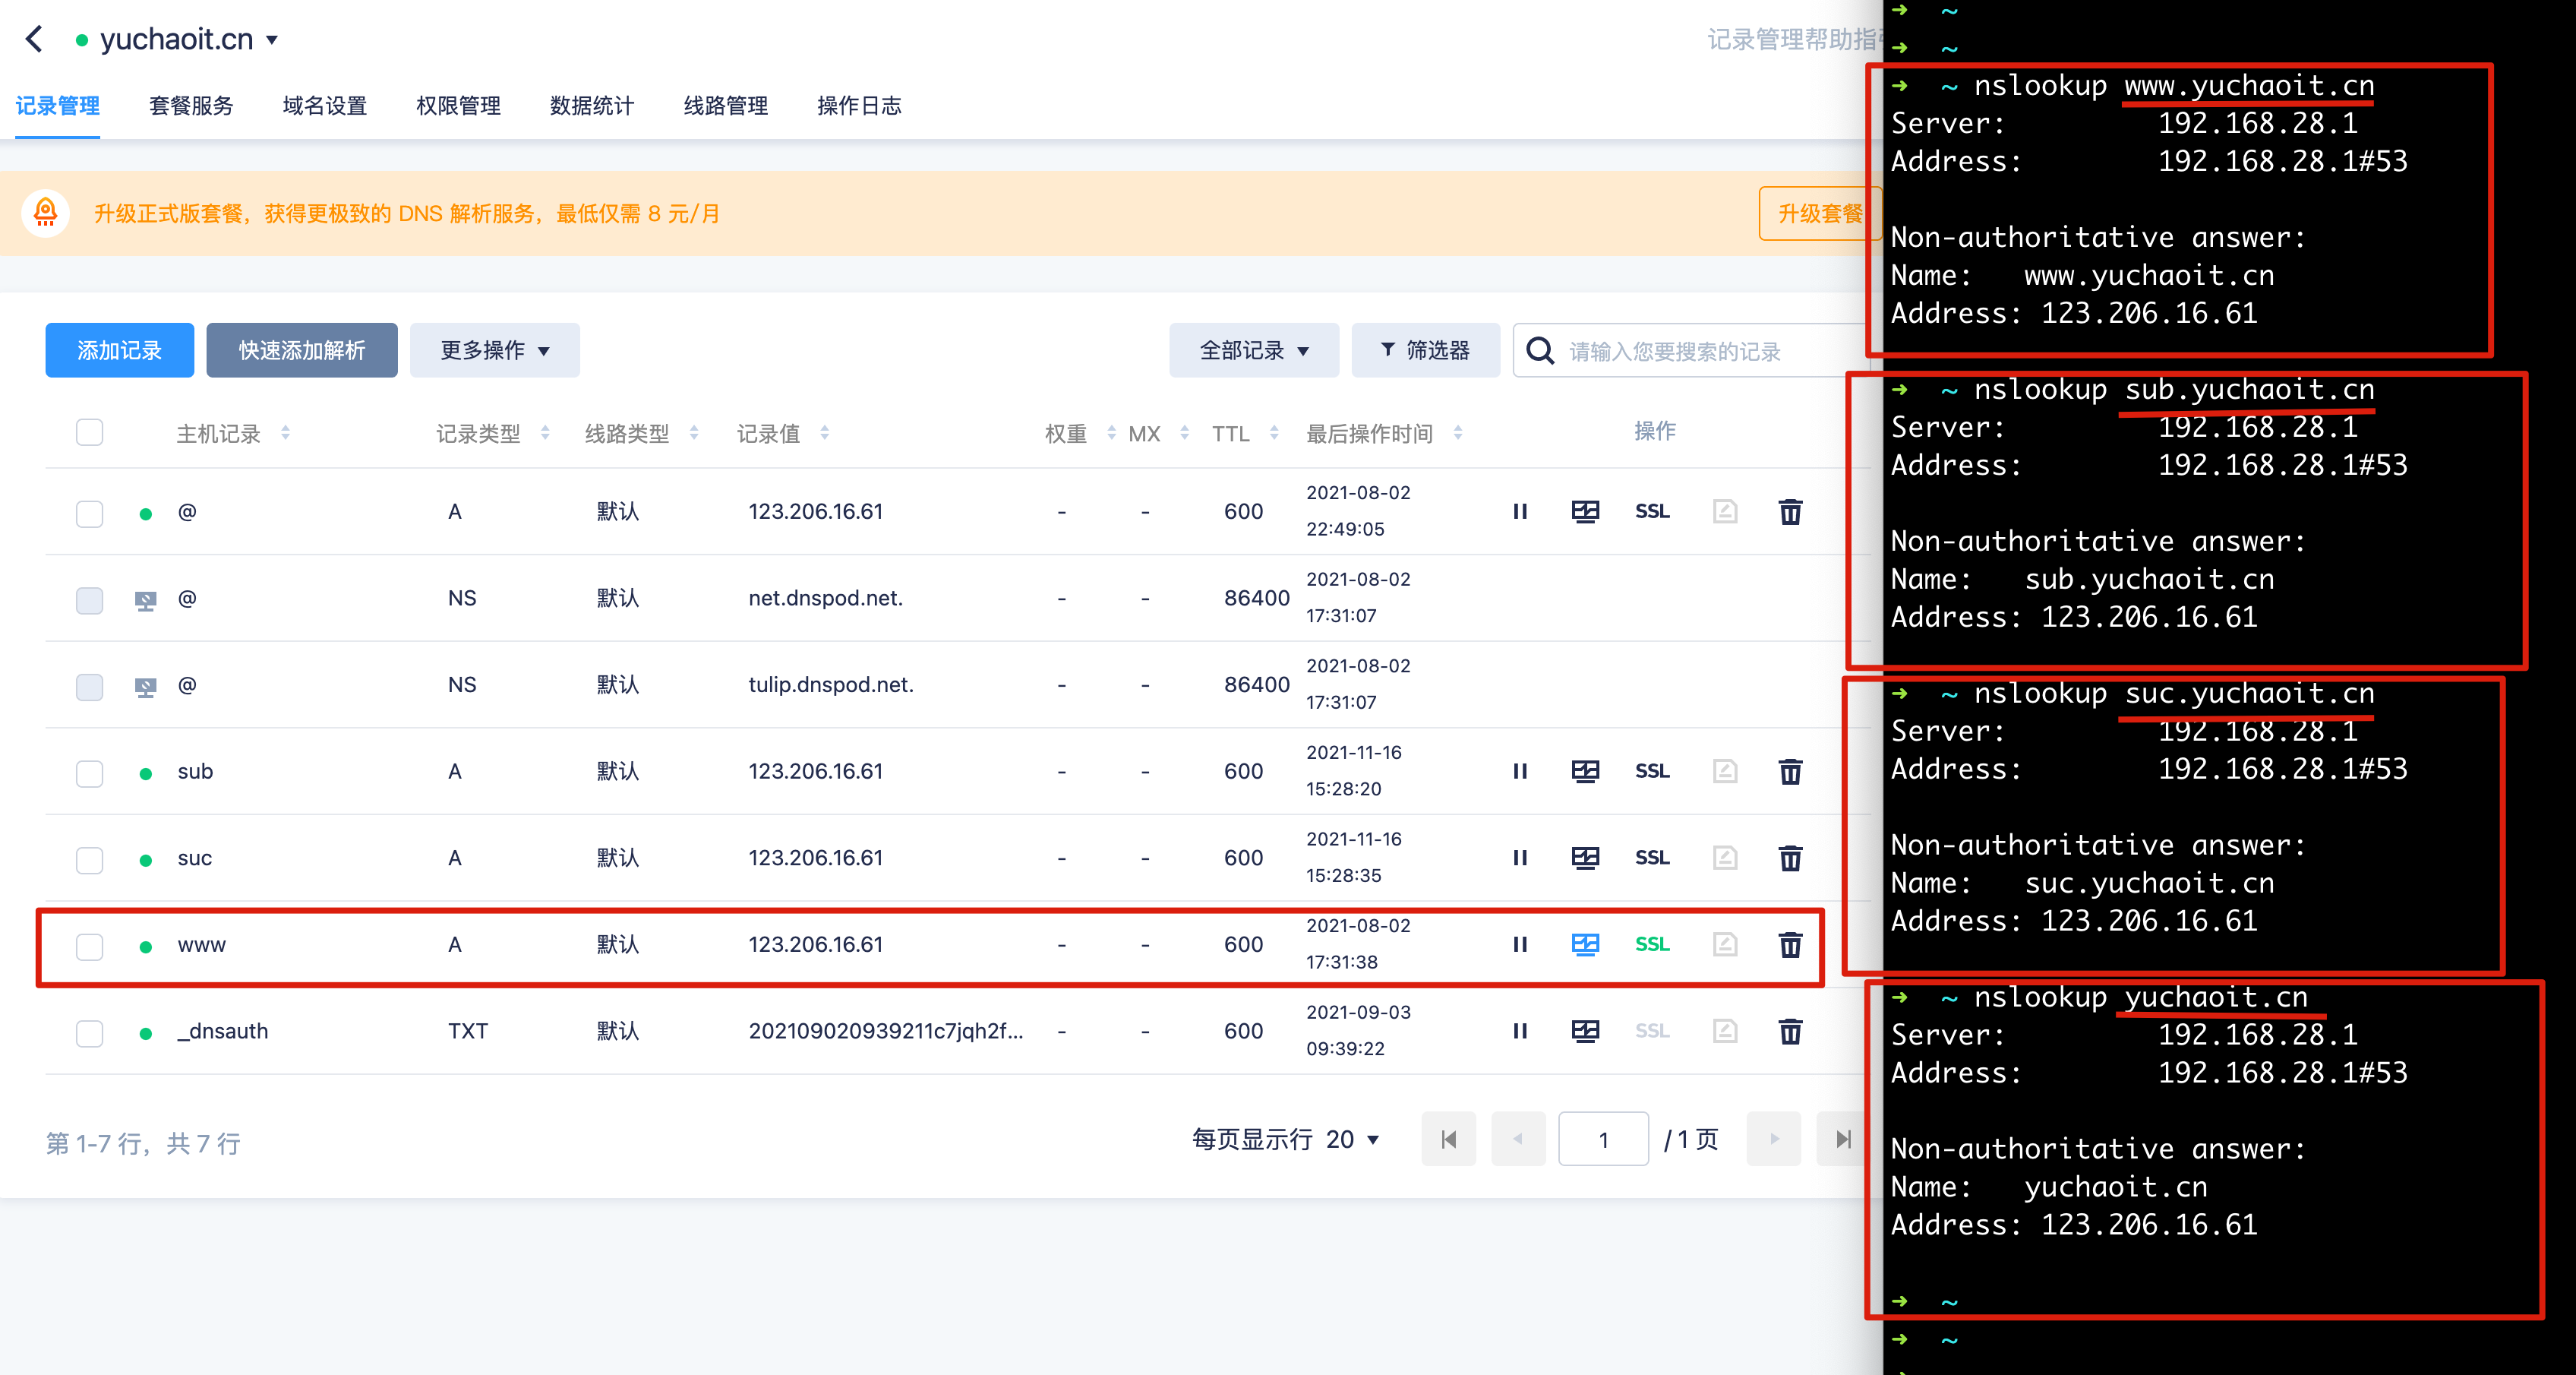 yuchaoit.cn
记录管理帮助指
记录管理 套餐服务 域名设置 权限管理 数据统计 线路管理 操作日志
升级正式版套餐，获得更极致的 DNS 解析服务，最低仅需 8 元/月
升级套餐
添加记录 快速添加解析 更多操作 全部记录 筛选器 请输入您要搜索的记录
主机记录 记录类型 线路类型 记录值 权重 MX TTL 最后操作时间 操作
@ A 默认 123.206.16.61 - - 600 2021-08-02 22:49:05 SSL
@ NS 默认 net.dnspod.net. - - 86400 2021-08-02 17:31:07
@ NS 默认 tulip.dnspod.net. - - 86400 2021-08-02 17:31:07
sub A 默认 123.206.16.61 - - 600 2021-11-16 15:28:20 SSL
suc A 默认 123.206.16.61 - - 600 2021-11-16 15:28:35 SSL
www A 默认 123.206.16.61 - - 600 2021-08-02 17:31:38 SSL
_dnsauth TXT 默认 202109020939211c7jqh2f... - - 600 2021-09-03 09:39:22 SSL
第 1-7 行，共 7 行
每页显示行 20 1 / 1 页
➜ ~
➜ ~
➜ ~ nslookup www.yuchaoit.cn
Server: 192.168.28.1
Address: 192.168.28.1#53
Non-authoritative answer:
Name: www.yuchaoit.cn
Address: 123.206.16.61
➜ ~ nslookup sub.yuchaoit.cn
Server: 192.168.28.1
Address: 192.168.28.1#53
Non-authoritative answer:
Name: sub.yuchaoit.cn
Address: 123.206.16.61
➜ ~ nslookup suc.yuchaoit.cn
Server: 192.168.28.1
Address: 192.168.28.1#53
Non-authoritative answer:
Name: suc.yuchaoit.cn
Address: 123.206.16.61
➜ ~ nslookup yuchaoit.cn
Server: 192.168.28.1
Address: 192.168.28.1#53
Non-authoritative answer:
Name: yuchaoit.cn
Address: 123.206.16.61
➜ ~
➜ ~